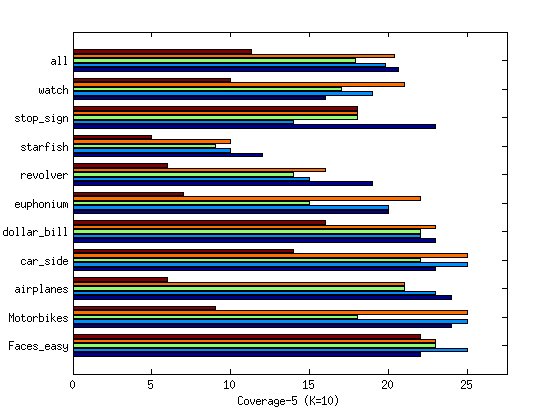 all
watch
stop_sign
starfish
revolver
euphonium
dollar_bill
car_side
airplanes
Motorbikes
Faces_easy
0 5 10 15 20 25
Coverage-5 (K=10)